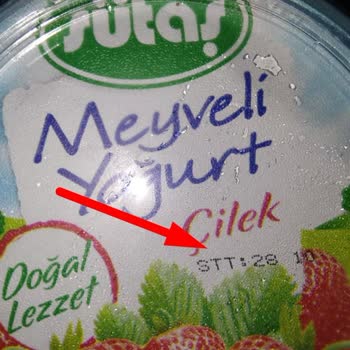 sütaş
Meyveli
Yoğurt
Çilek
STT:28
Doğal
Lezzet